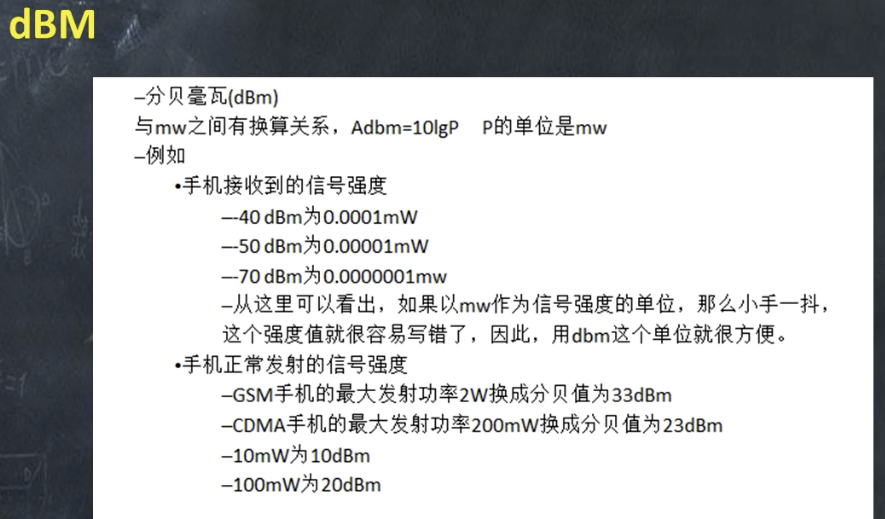 dBM
–分贝毫瓦(dBm)
与mw之间有换算关系，Adbm=10lgP P的单位是mw
–例如
•手机接收到的信号强度
–-40 dBm为0.0001mW
–-50 dBm为0.00001mW
–-70 dBm为0.0000001mw
–从这里可以看出，如果以mw作为信号强度的单位，那么小手一抖，
这个强度值就很容易写错了，因此，用dbm这个单位就很方便。
•手机正常发射的信号强度
–GSM手机的最大发射功率2W换成分贝值为33dBm
–CDMA手机的最大发射功率200mW换成分贝值为23dBm
–10mW为10dBm
–100mW为20dBm